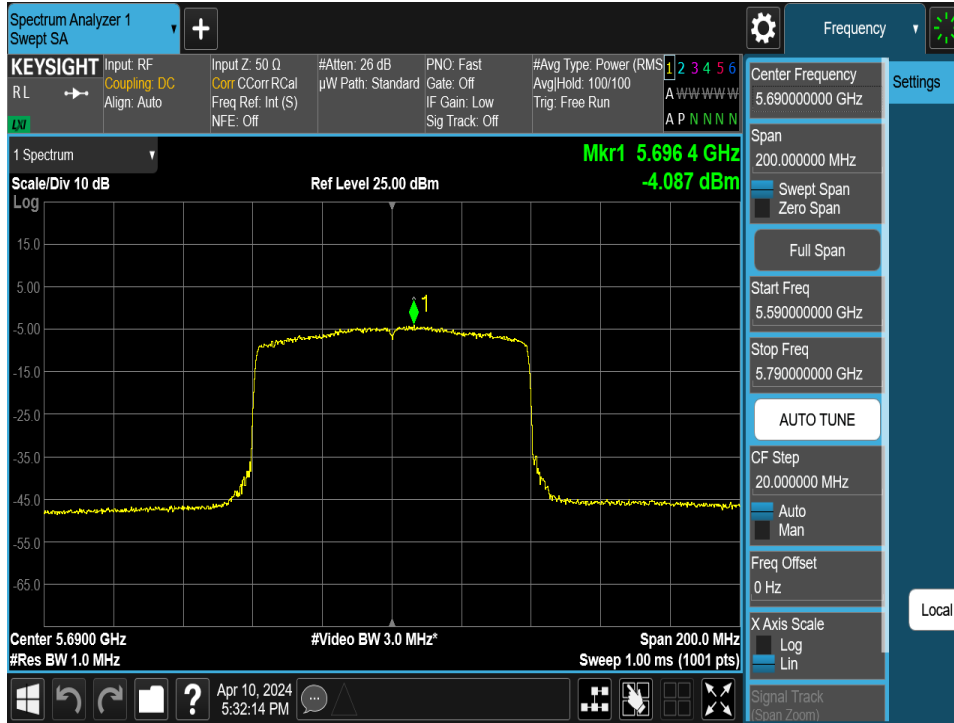 Spectrum Analyzer 1
Swept SA
+
Frequency
KEYSIGHT
RL
LXI
Input: RF
Coupling: DC
Align: Auto
Input Z: 50 Ω
Corr CCorr RCal
Freq Ref: Int (S)
NFE: Off
#Atten: 26 dB
µW Path: Standard
PNO: Fast
Gate: Off
IF Gain: Low
Sig Track: Off
#Avg Type: Power (RMS
Avg|Hold: 100/100
Trig: Free Run
1 2 3 4 5 6
A W W W W W
A P N N N N
1 Spectrum
Mkr1 5.696 4 GHz
Scale/Div 10 dB
Ref Level 25.00 dBm
-4.087 dBm
Log
15.0
5.00
1
-5.00
-15.0
-25.0
-35.0
-45.0
-55.0
-65.0
Center 5.6900 GHz
#Video BW 3.0 MHz*
Span 200.0 MHz
#Res BW 1.0 MHz
Sweep 1.00 ms (1001 pts)
Center Frequency
5.690000000 GHz
Span
200.000000 MHz
Swept Span
Zero Span
Full Span
Start Freq
5.590000000 GHz
Stop Freq
5.790000000 GHz
AUTO TUNE
CF Step
20.000000 MHz
Auto
Man
Freq Offset
0 Hz
X Axis Scale
Log
Lin
Signal Track
(Span Zoom)
Settings
Local
?
Apr 10, 2024
5:32:14 PM